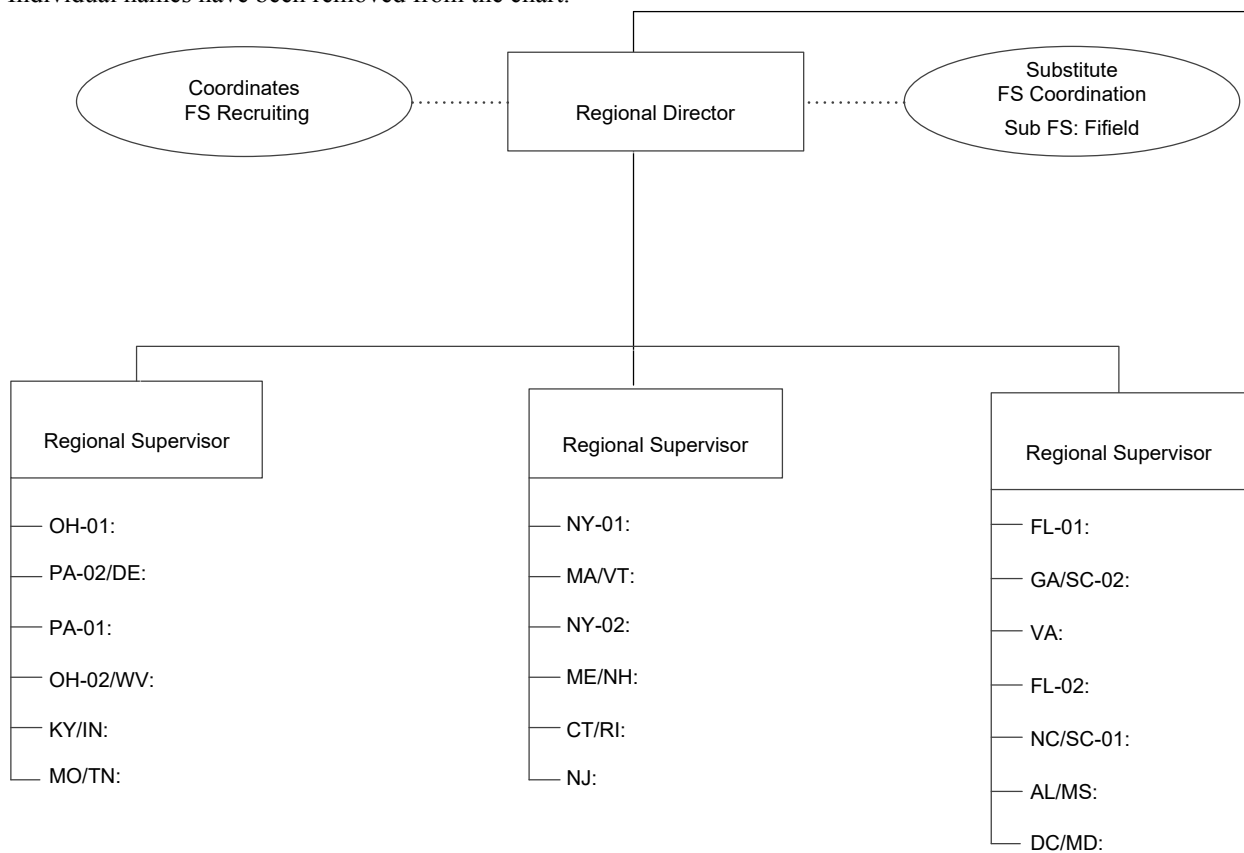 Individual names have been removed from the chart.
Coordinates
FS Recruiting
Regional Director
Substitute
FS Coordination
Sub FS: Fifield
Regional Supervisor
OH-01:
PA-02/DE:
PA-01:
OH-02/WV:
KY/IN:
MO/TN:
Regional Supervisor
NY-01:
MA/VT:
NY-02:
ME/NH:
CT/RI:
NJ:
Regional Supervisor
FL-01:
GA/SC-02:
VA:
FL-02:
NC/SC-01:
AL/MS:
DC/MD: